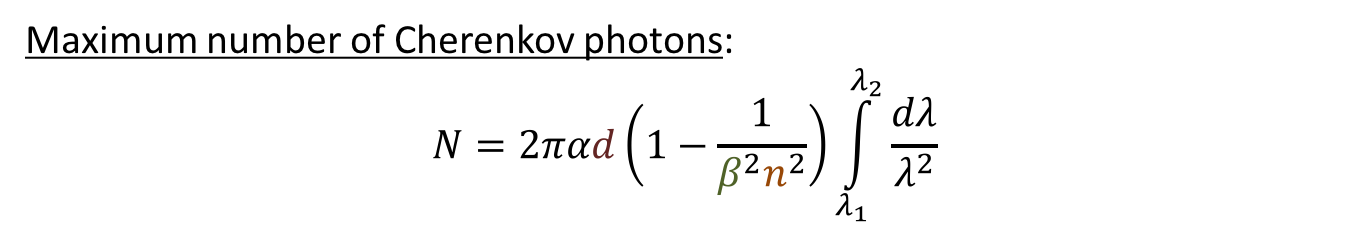 Maximum number of Cherenkov photons:
N = 2παd (1 − 1/(β²n²)) ∫_{λ₁}^{λ₂} dλ/λ²